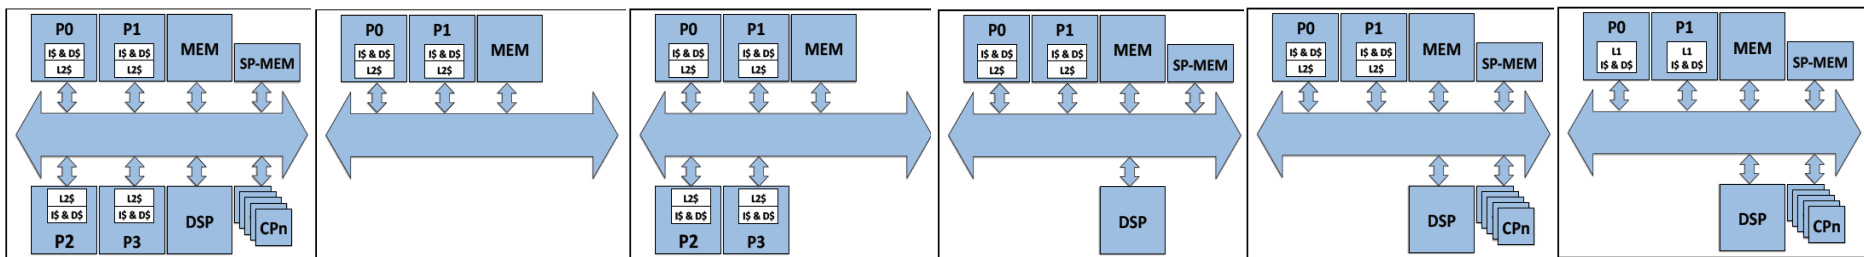 P0 P1 MEM SP-MEM
I$ & D$ I$ & D$
L2$ L2$
L2$ L2$ DSP CPn
I$ & D$ I$ & D$
P2 P3
P0 P1 MEM
I$ & D$ I$ & D$
L2$ L2$
P0 P1 MEM
I$ & D$ I$ & D$
L2$ L2$
L2$ L2$
I$ & D$ I$ & D$
P2 P3
P0 P1 MEM SP-MEM
I$ & D$ I$ & D$
L2$ L2$
DSP
P0 P1 MEM SP-MEM
I$ & D$ I$ & D$
L2$ L2$
DSP CPn
P0 P1 MEM SP-MEM
L1 L1
I$ & D$ I$ & D$
DSP CPn